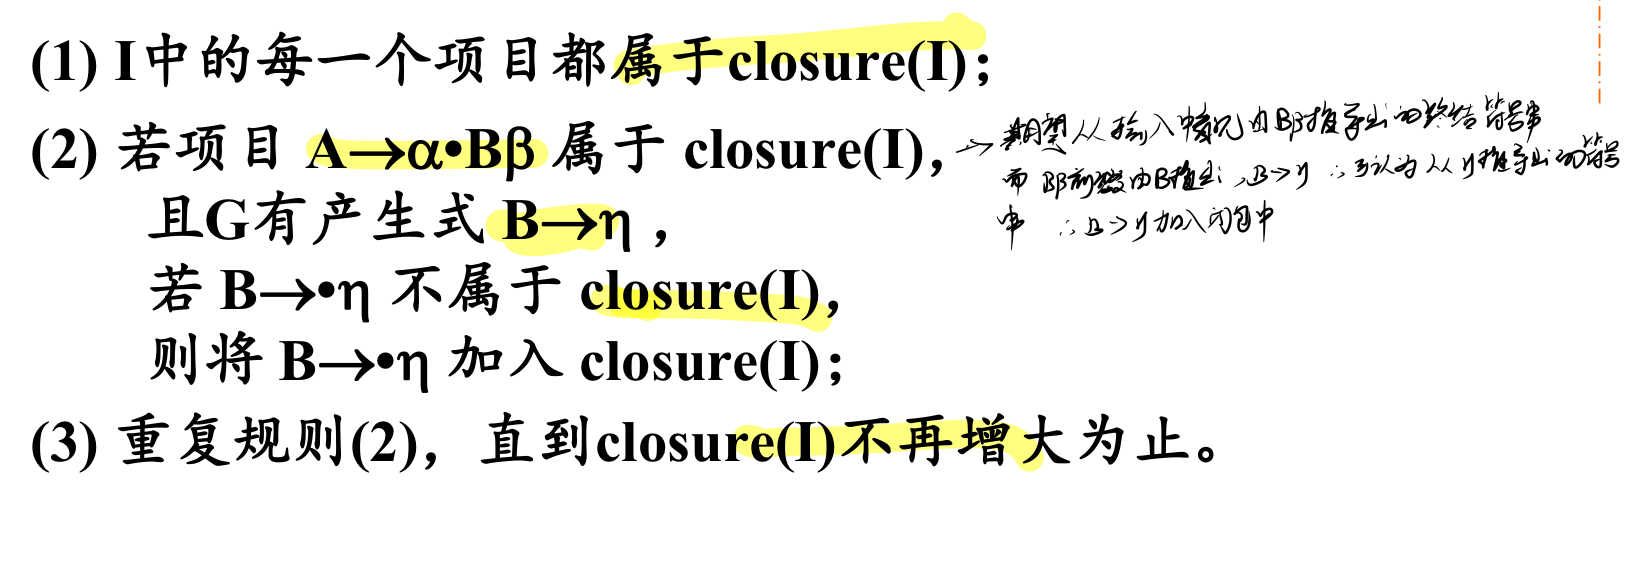 (1) I中的每一个项目都属于closure(I);
(2) 若项目 A→α•Bβ 属于 closure(I),
→ 期望从输入中看见由Bβ推导出的终结符号串
而 Bβ前缀由B推出, B→η ∴可认为从η推导出的符号
串 ∴ B→η加入闭包中
且G有产生式 B→η ,
若 B→•η 不属于 closure(I),
则将 B→•η 加入 closure(I);
(3) 重复规则(2), 直到closure(I)不再增大为止。